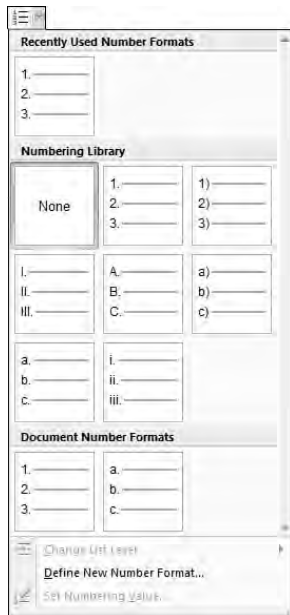 Recently Used Number Formats
1.
2.
3.
Numbering Library
None
1.
2.
3.
1)
2)
3)
I.
II.
III.
A.
B.
C.
a)
b)
c)
a.
b.
c.
i.
ii.
iii.
Document Number Formats
1.
2.
3.
a.
b.
c.
Change List Level
Define New Number Format...
Set Numbering Value...